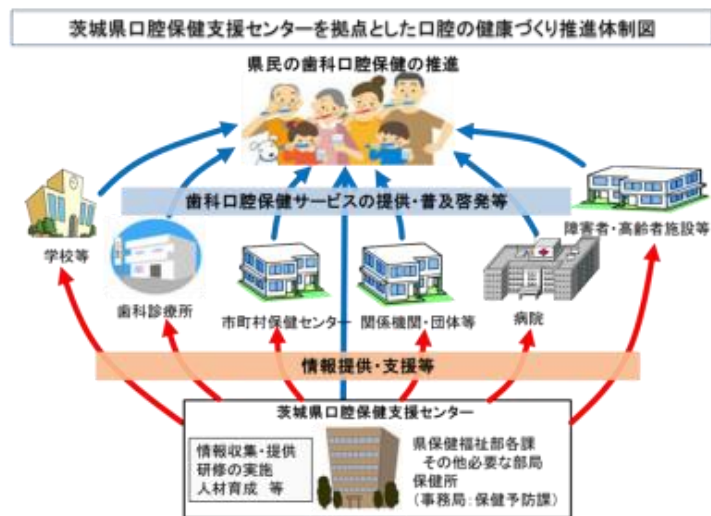 茨城県口腔保健支援センターを拠点とした口腔の健康づくり推進体制図
県民の歯科口腔保健の推進
歯科口腔保健サービスの提供・普及啓発等
学校等
歯科診療所
市町村保健センター
関係機関・団体等
病院
障害者・高齢者施設等
情報提供・支援等
茨城県口腔保健支援センター
情報収集・提供
研修の実施
人材育成 等
県保健福祉部各課
その他必要な部局
保健所
(事務局:保健予防課)